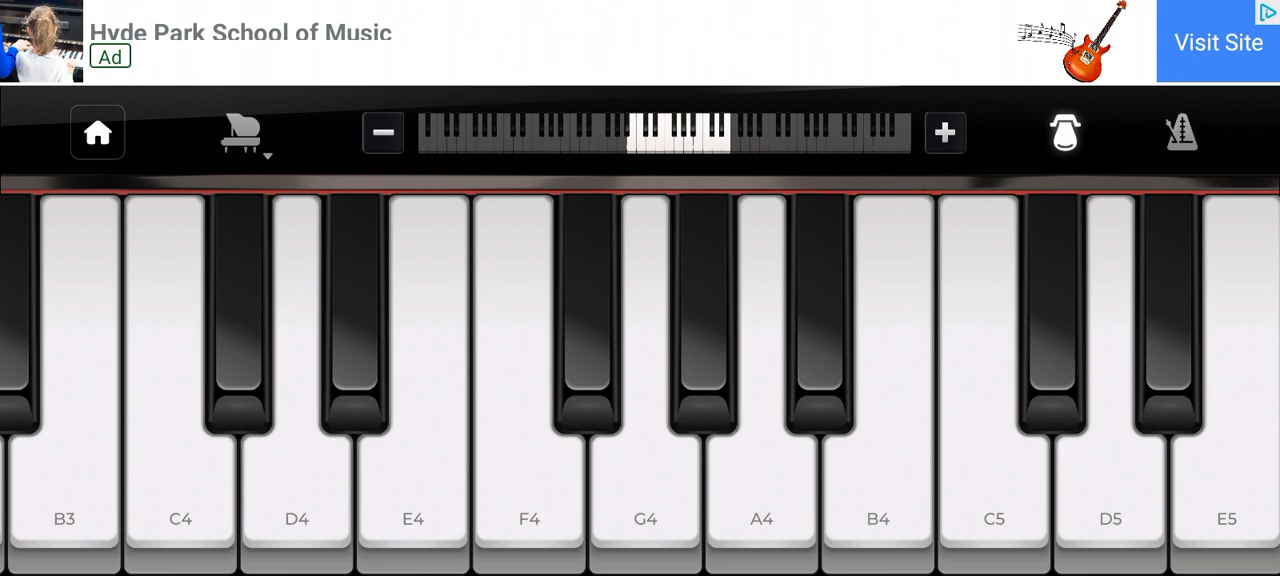 Hyde Park School of Music
Ad
Visit Site
B3 C4 D4 E4 F4 G4 A4 B4 C5 D5 E5